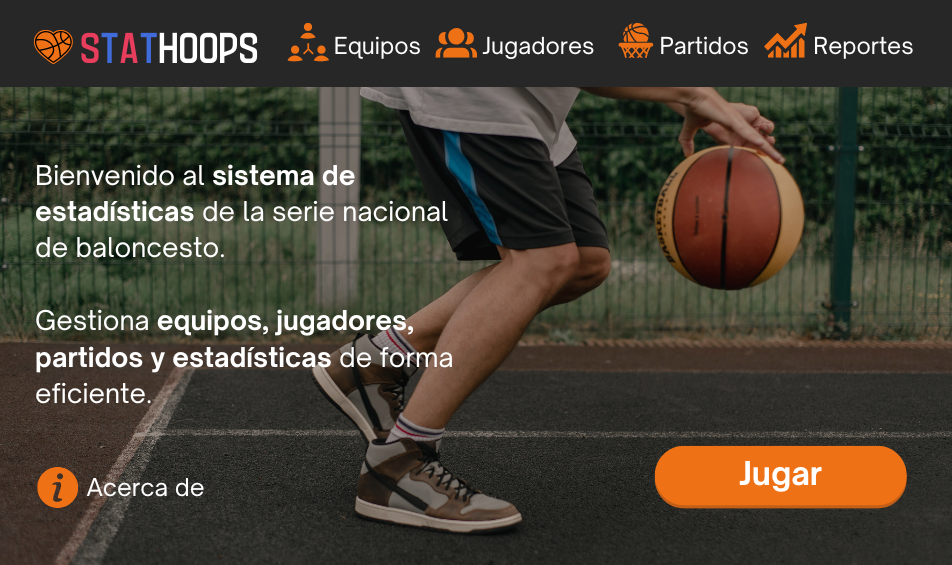 STATHOOPS
Equipos
Jugadores
Partidos
Reportes
Bienvenido al sistema de
estadísticas de la serie nacional
de baloncesto.
Gestiona equipos, jugadores,
partidos y estadísticas de forma
eficiente.
Acerca de
Jugar